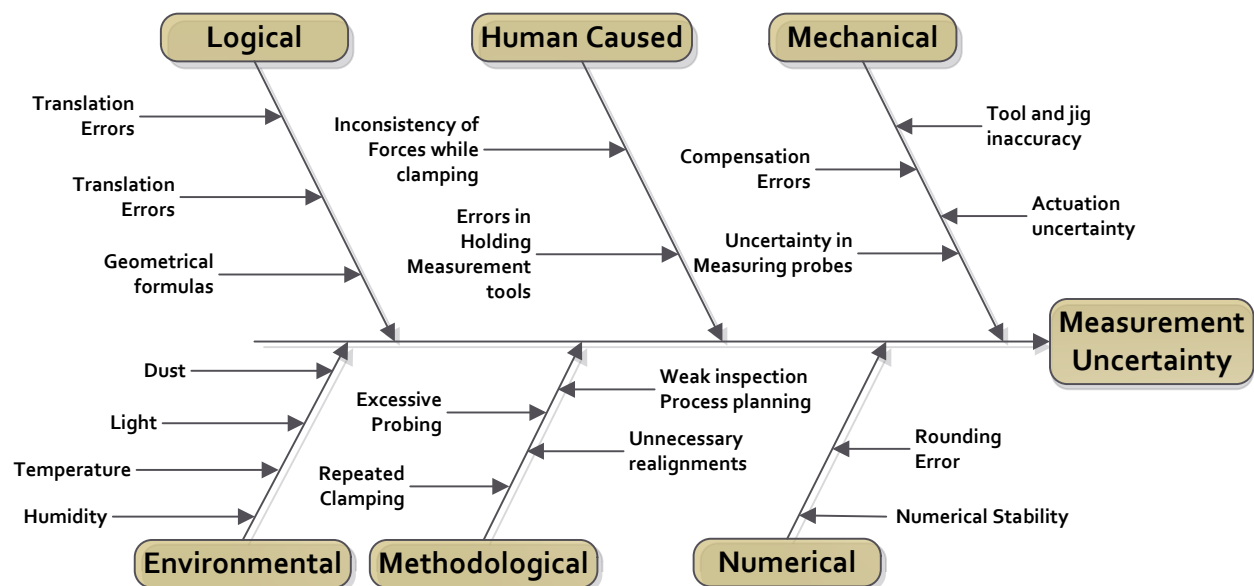 Logical
Human Caused
Mechanical
Translation
Errors
Translation
Errors
Geometrical
formulas
Inconsistency of
Forces while
clamping
Errors in
Holding
Measurement
tools
Tool and jig
inaccuracy
Compensation
Errors
Actuation
uncertainty
Uncertainty in
Measuring probes
Measurement
Uncertainty
Dust
Light
Temperature
Humidity
Weak inspection
Process planning
Excessive
Probing
Unnecessary
realignments
Repeated
Clamping
Rounding
Error
Numerical Stability
Environmental
Methodological
Numerical